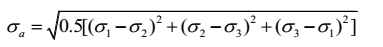 σₐ = √0.5[(σ₁ − σ₂)² + (σ₂ − σ₃)² + (σ₃ − σ₁)²]